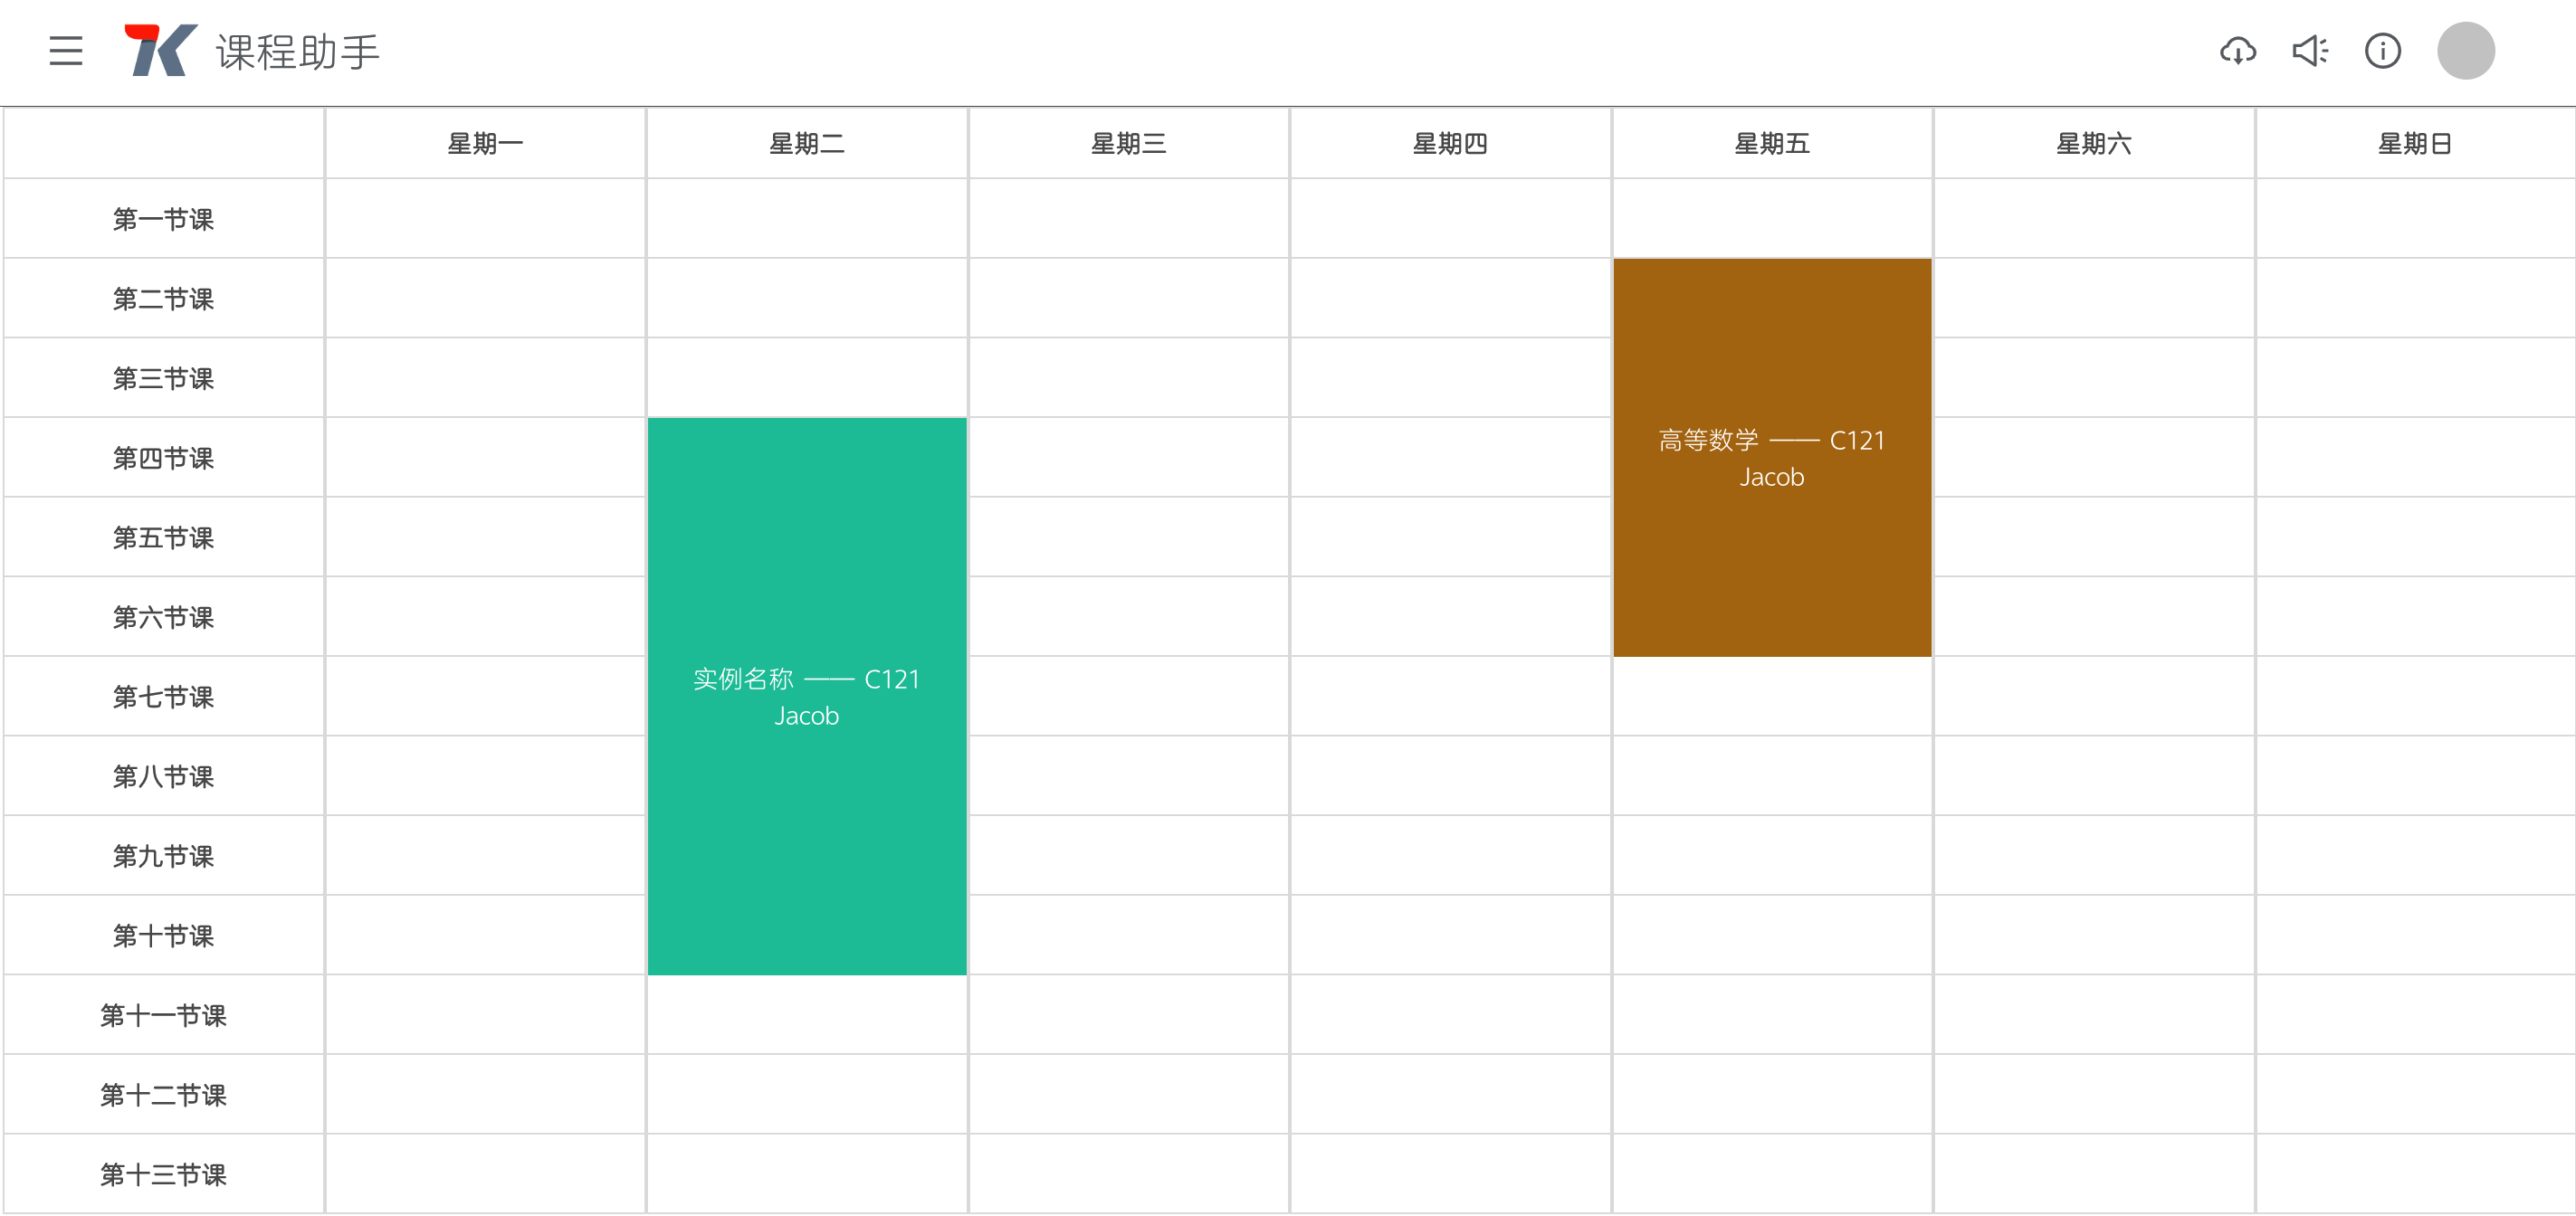 课程助手
星期一 星期二 星期三 星期四 星期五 星期六 星期日
第一节课
第二节课
第三节课
第四节课
高等数学 —— C121
Jacob
第五节课
第六节课
第七节课
实例名称 —— C121
Jacob
第八节课
第九节课
第十节课
第十一节课
第十二节课
第十三节课